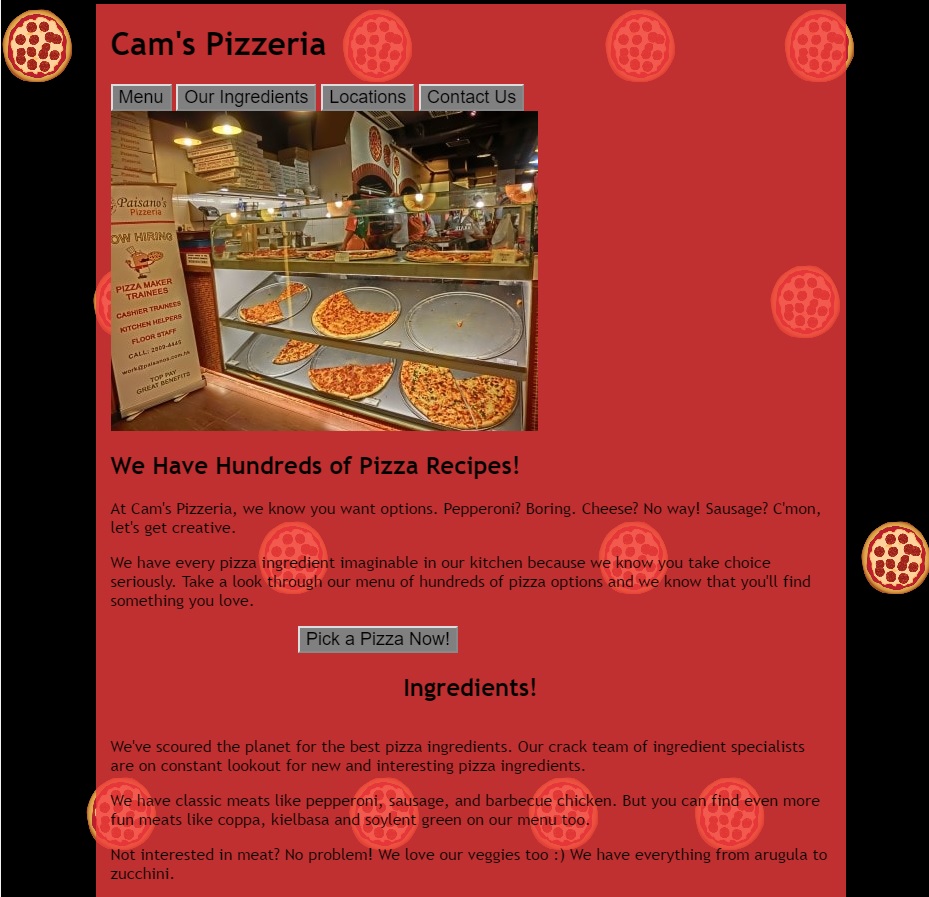 Cam's Pizzeria
Menu
Our Ingredients
Locations
Contact Us
Paisano's
Pizzeria
OW HIRING
PIZZA MAKER
TRAINEES
CASHIER TRAINEES
KITCHEN HELPERS
FLOOR STAFF
CALL: 2909-4445
work@paisanos.com.hk
TOP PAY
GREAT BENEFITS
We Have Hundreds of Pizza Recipes!
At Cam's Pizzeria, we know you want options. Pepperoni? Boring. Cheese? No way! Sausage? C'mon,
let's get creative.
We have every pizza ingredient imaginable in our kitchen because we know you take choice
seriously. Take a look through our menu of hundreds of pizza options and we know that you'll find
something you love.
Pick a Pizza Now!
Ingredients!
We've scoured the planet for the best pizza ingredients. Our crack team of ingredient specialists
are on constant lookout for new and interesting pizza ingredients.
We have classic meats like pepperoni, sausage, and barbecue chicken. But you can find even more
fun meats like coppa, kielbasa and soylent green on our menu too.
Not interested in meat? No problem! We love our veggies too :) We have everything from arugula to
zucchini.